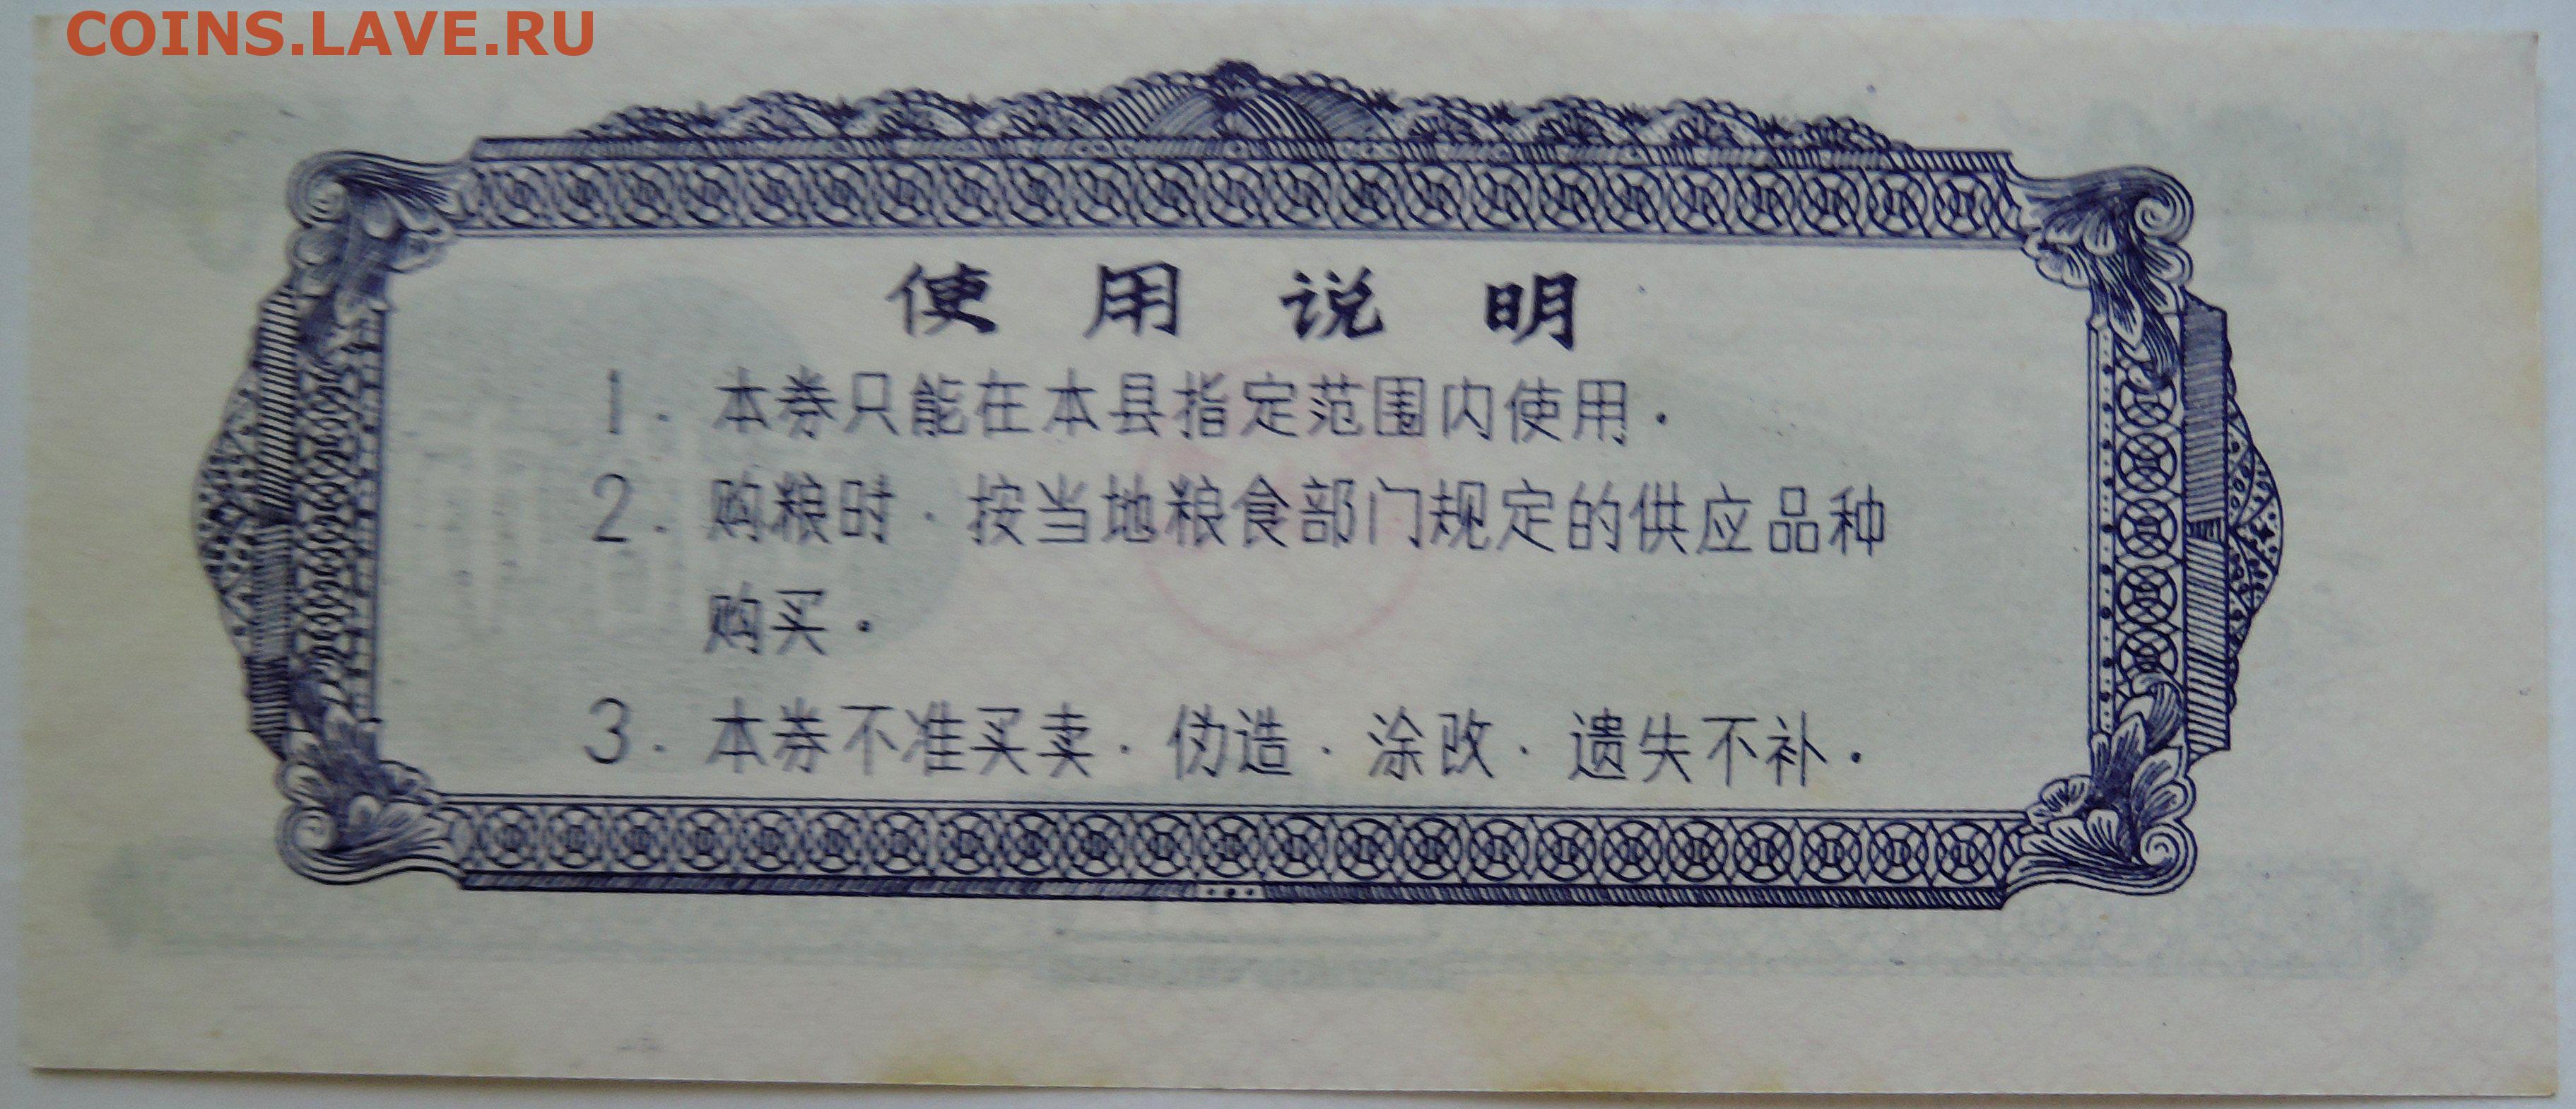 COINS.LAVE.RU
使用说明
1. 本券只能在本县指定范围内使用.
2. 购粮时·按当地粮食部门规定的供应品种
购买.
3. 本券不准买卖·伪造·涂改·遗失不补.